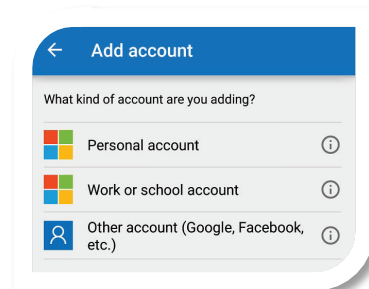 Add account
What kind of account are you adding?
Personal account
Work or school account
Other account (Google, Facebook,
etc.)